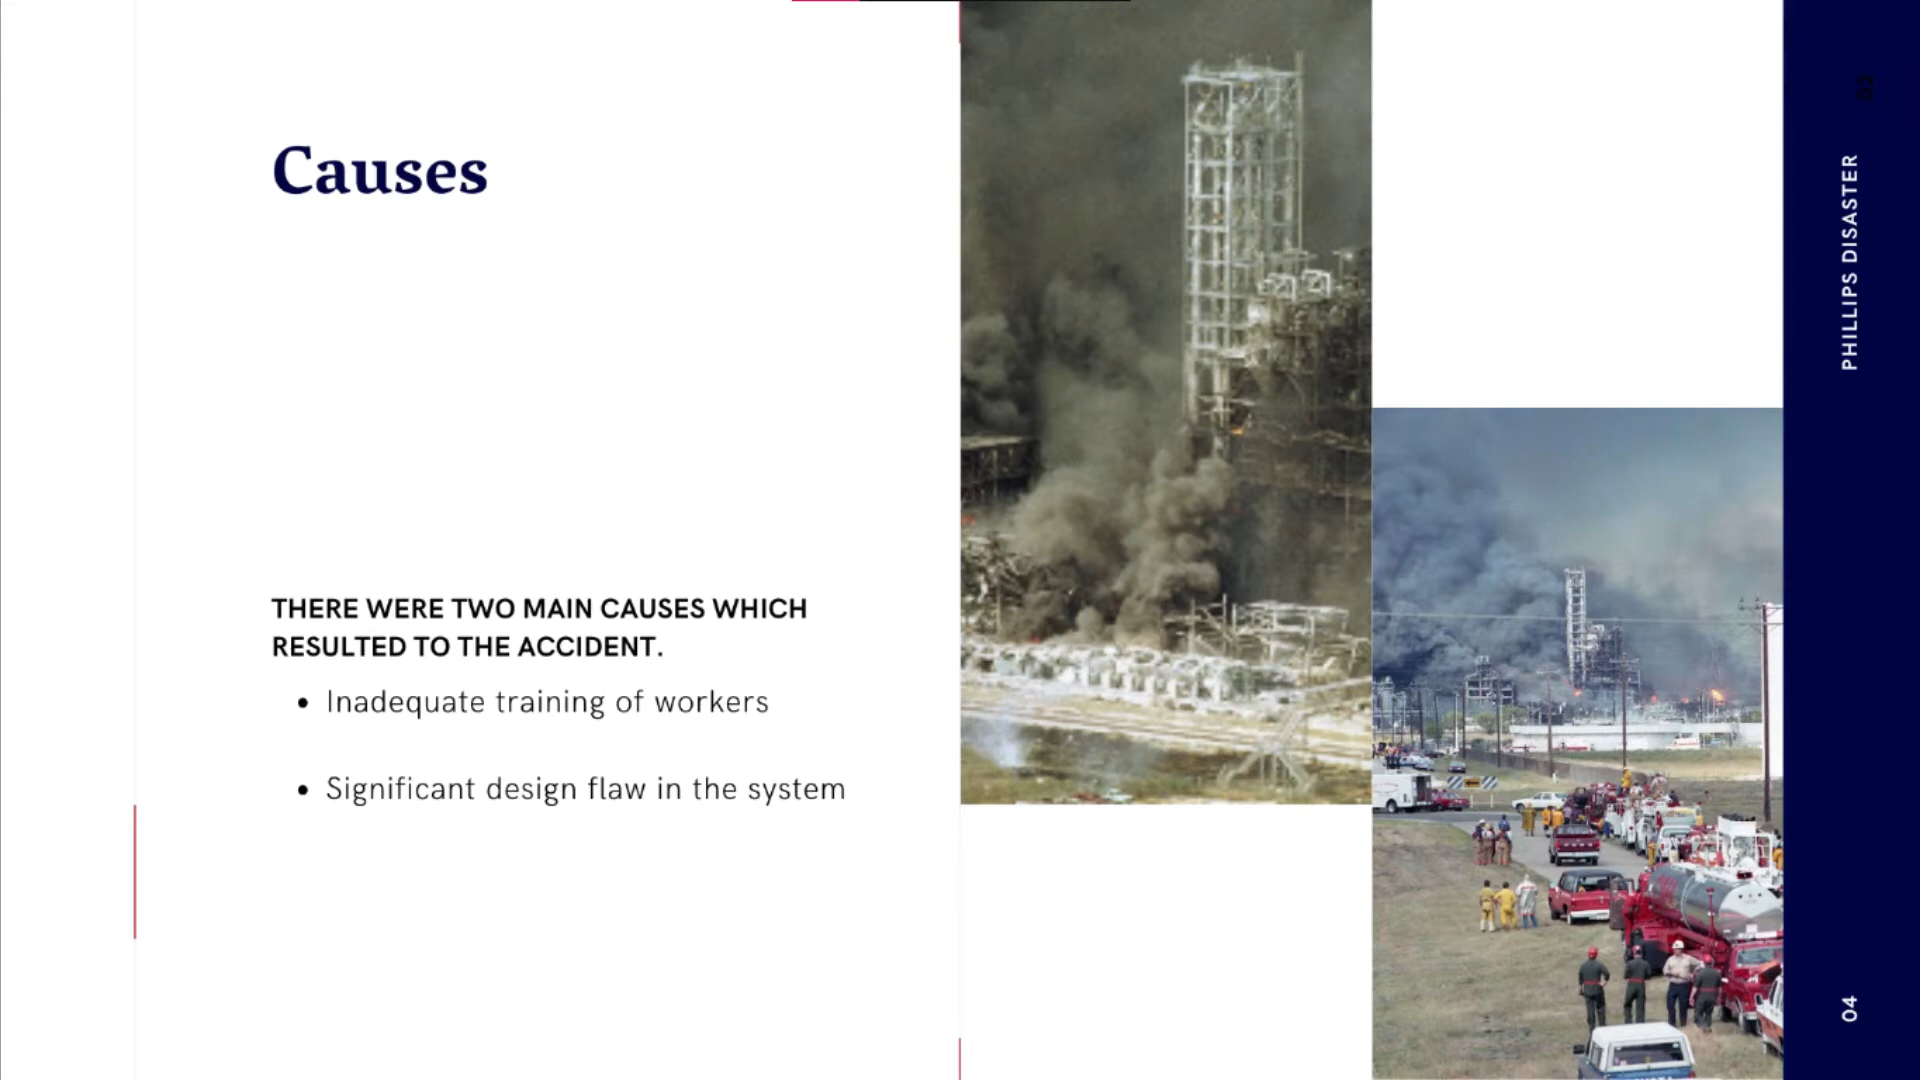 Causes
THERE WERE TWO MAIN CAUSES WHICH
RESULTED TO THE ACCIDENT.
• Inadequate training of workers
• Significant design flaw in the system
PHILLIPS DISASTER
04